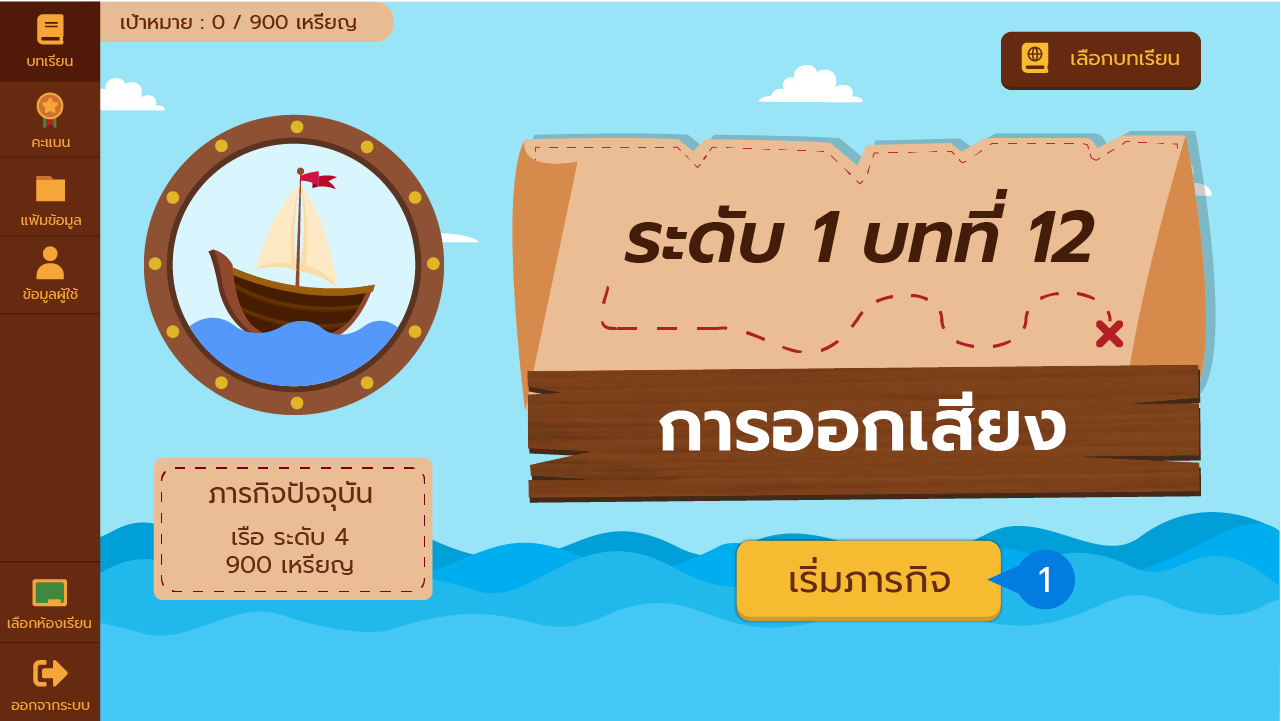 เป้าหมาย : 0 / 900 เหรียญ
บทเรียน
คะแนน
แฟ้มข้อมูล
ข้อมูลผู้ใช้
เลือกห้องเรียน
ออกจากระบบ
เลือกบทเรียน
ระดับ 1 บทที่ 12
การออกเสียง
ภารกิจปัจจุบัน
เรือ ระดับ 4
900 เหรียญ
เริ่มภารกิจ
1